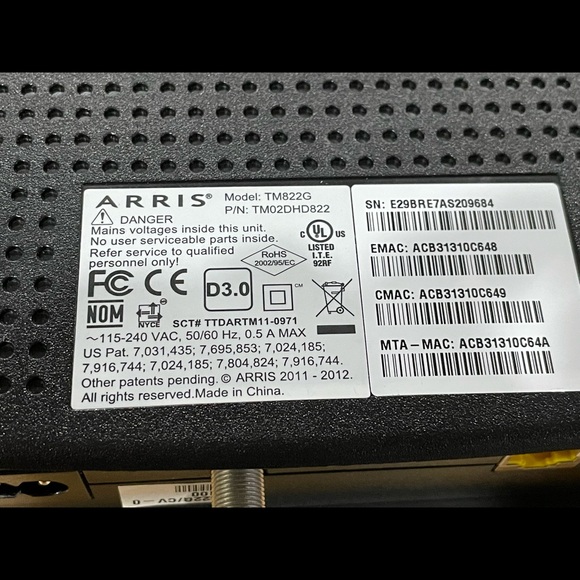 ARRIS® Model: TM822G
P/N: TM02DHD822
DANGER
Mains voltages inside this unit.
No user serviceable parts inside.
Refer service to qualified
personnel only!
C UL US
LISTED
I.T.E.
92RF
RoHS
2002/95/EC
FC CE D3.0
NOM NYCE
SCT# TTDARTM11-0971
~115-240 VAC, 50/60 Hz, 0.5 A MAX
US Pat. 7,031,435; 7,695,853; 7,024,185;
7,916,744; 7,024,185; 7,804,824; 7,916,744.
Other patents pending. © ARRIS 2011 - 2012.
All rights reserved.Made in China.
SN: E29BRE7AS209684
EMAC: ACB31310C648
CMAC: ACB31310C649
MTA-MAC: ACB31310C64A